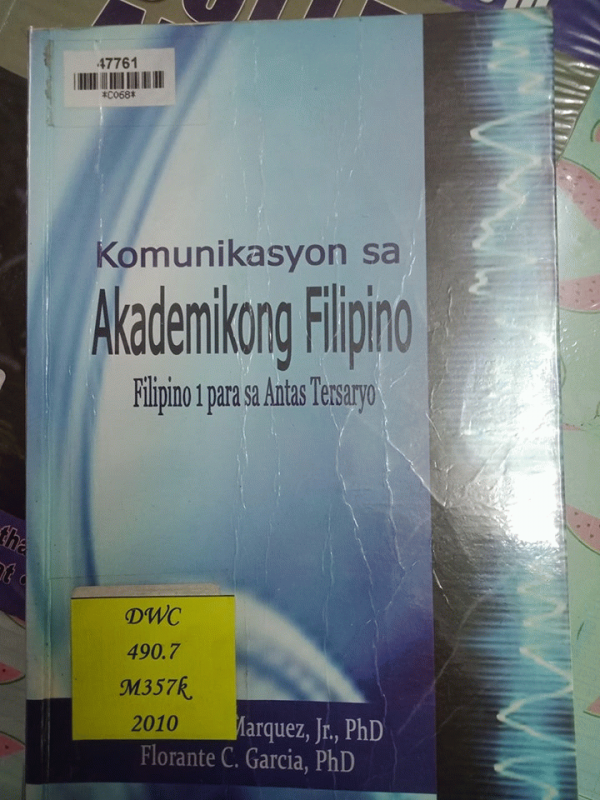 47761
*C068*
Komunikasyon sa
Akademikong Filipino
Filipino 1 para sa Antas Tersaryo
DWC
490.7
M357k
2010
Marquez, Jr., PhD
Florante C. Garcia, PhD